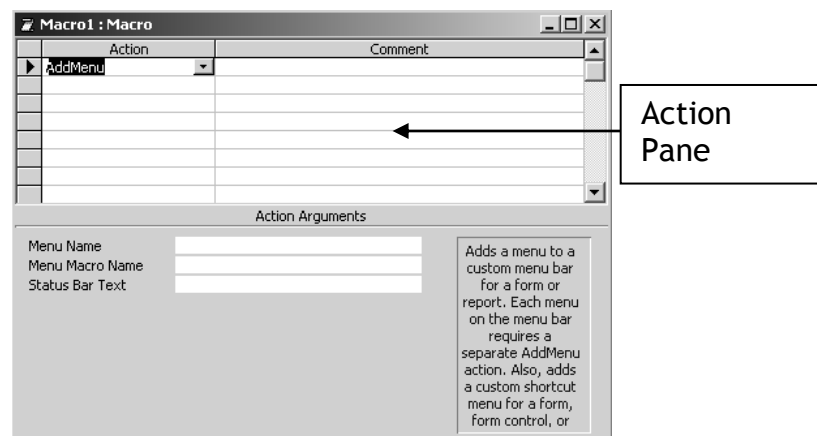 Macro1 : Macro
Action Comment
AddMenu
Action
Pane
Action Arguments
Menu Name
Menu Macro Name
Status Bar Text
Adds a menu to a
custom menu bar
for a form or
report. Each menu
on the menu bar
requires a
separate AddMenu
action. Also, adds
a custom shortcut
menu for a form,
form control, or